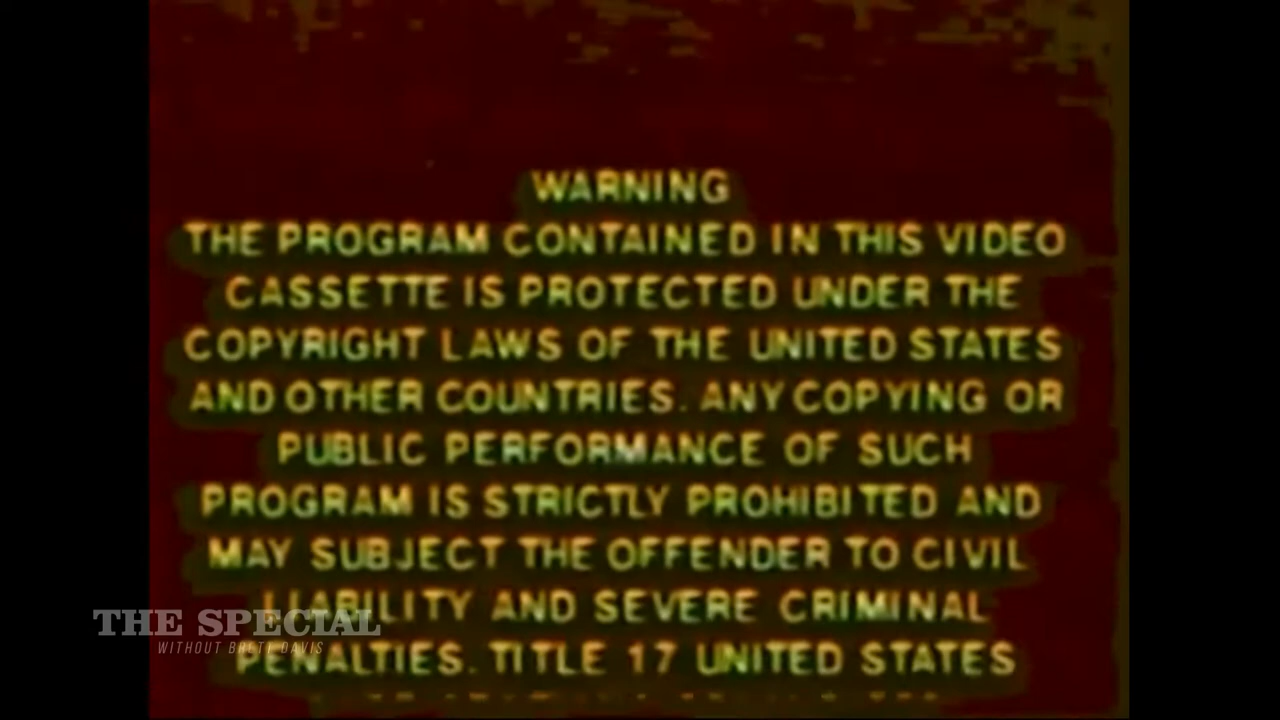 WARNING
THE PROGRAM CONTAINED IN THIS VIDEO
CASSETTE IS PROTECTED UNDER THE
COPYRIGHT LAWS OF THE UNITED STATES
AND OTHER COUNTRIES. ANY COPYING OR
PUBLIC PERFORMANCE OF SUCH
PROGRAM IS STRICTLY PROHIBITED AND
MAY SUBJECT THE OFFENDER TO CIVIL
LIABILITY AND SEVERE CRIMINAL
PENALTIES. TITLE 17 UNITED STATES
THE SPECIAL
WITHOUT BRETT DAVIS